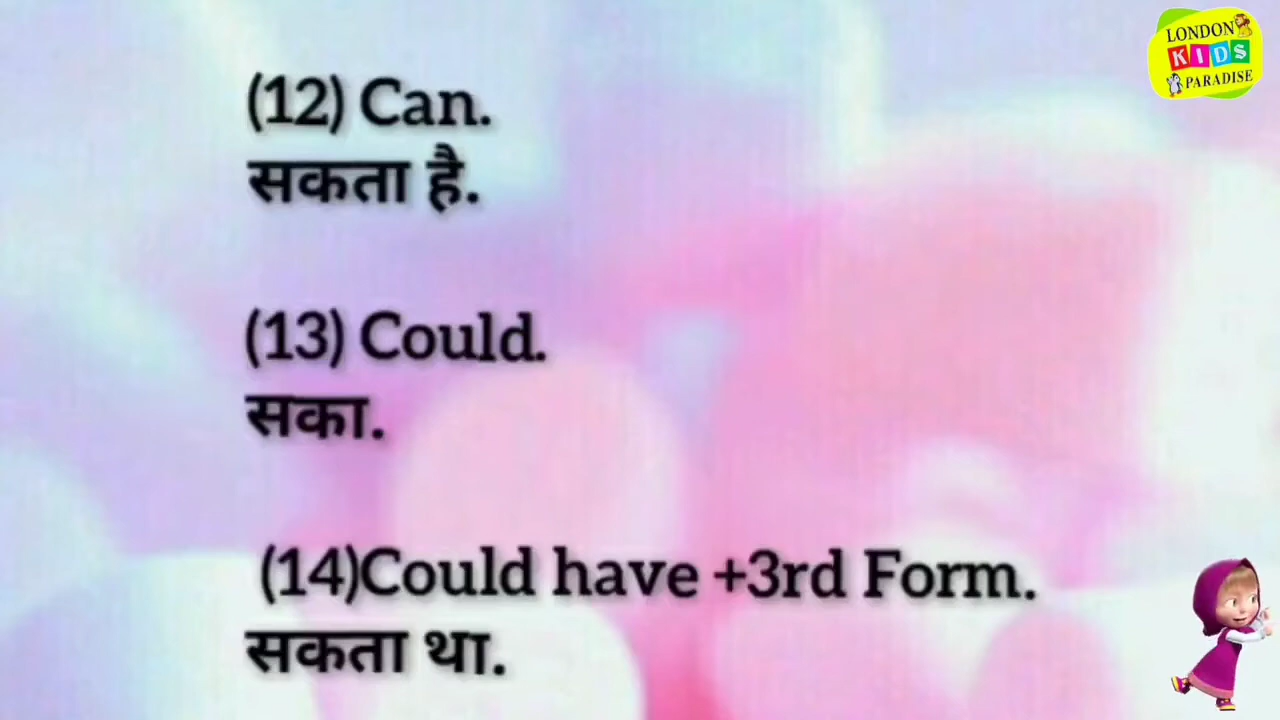 LONDON
KIDS
PARADISE
(12) Can.
सकता है.
(13) Could.
सका.
(14)Could have +3rd Form.
सकता था.